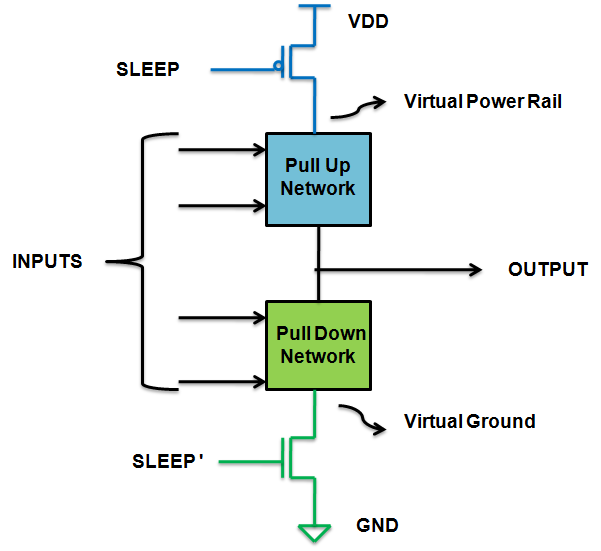 VDD
SLEEP
Virtual Power Rail
Pull Up
Network
INPUTS
OUTPUT
Pull Down
Network
Virtual Ground
SLEEP'
GND